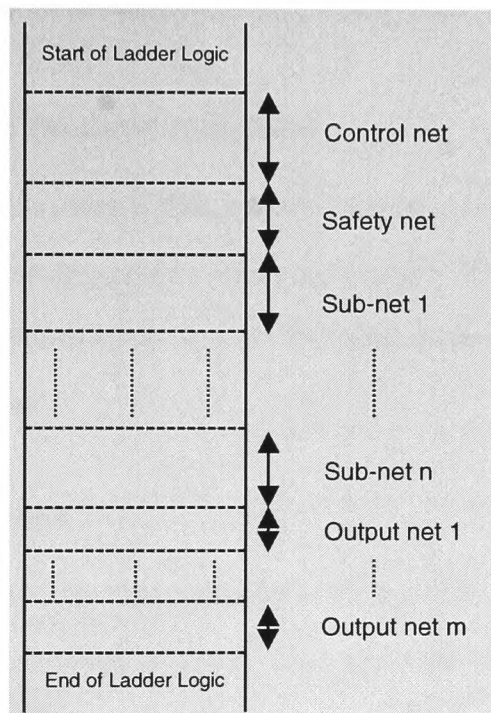 Start of Ladder Logic
Control net
Safety net
Sub-net 1
Sub-net n
Output net 1
Output net m
End of Ladder Logic